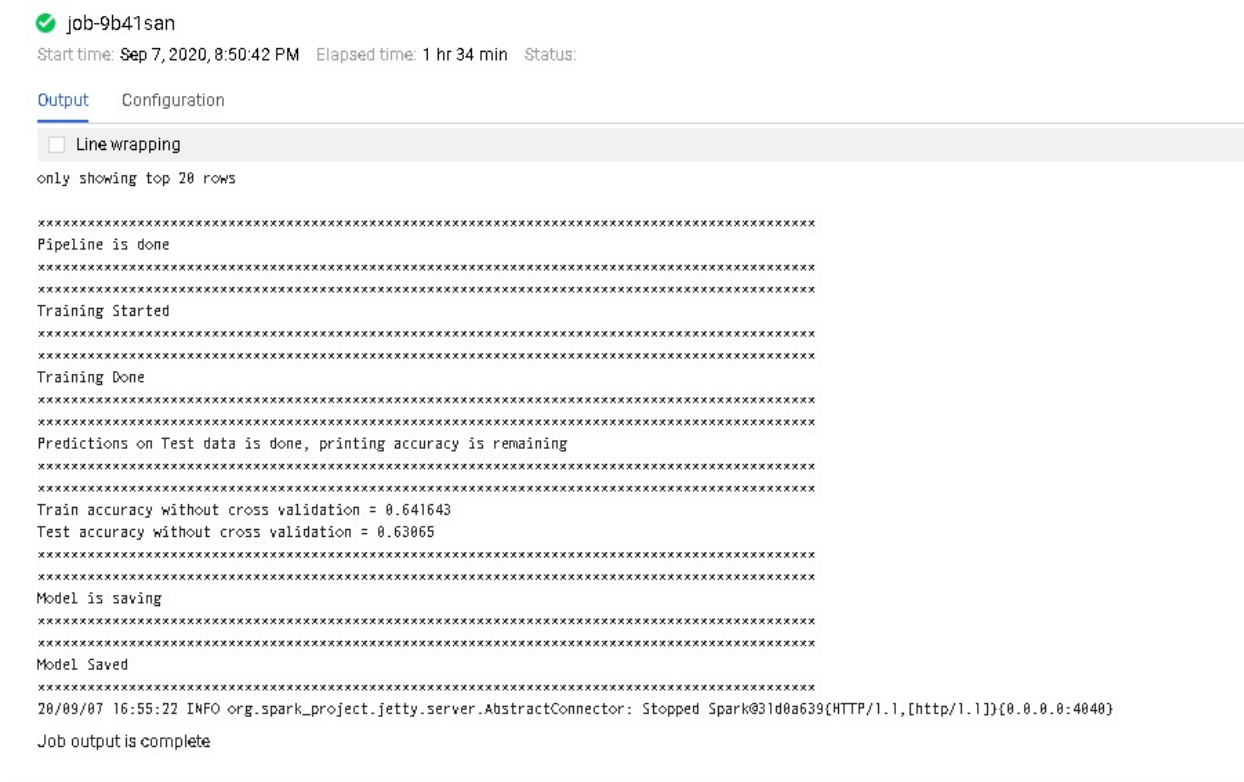 job-9b41san
Start time: Sep 7, 2020, 8:50:42 PM Elapsed time: 1 hr 34 min Status:
Output Configuration
Line wrapping
only showing top 20 rows
**********************************************************************************************
Pipeline is done
**********************************************************************************************
**********************************************************************************************
Training Started
**********************************************************************************************
**********************************************************************************************
Training Done
**********************************************************************************************
**********************************************************************************************
Predictions on Test data is done, printing accuracy is remaining
**********************************************************************************************
**********************************************************************************************
Train accuracy without cross validation = 0.641643
Test accuracy without cross validation = 0.63065
**********************************************************************************************
**********************************************************************************************
Model is saving
**********************************************************************************************
**********************************************************************************************
Model Saved
**********************************************************************************************
20/09/07 16:55:22 INFO org.spark_project.jetty.server.AbstractConnector: Stopped Spark@31d0a639{HTTP/1.1,[http/1.1]}{0.0.0.0:4040}
Job output is complete